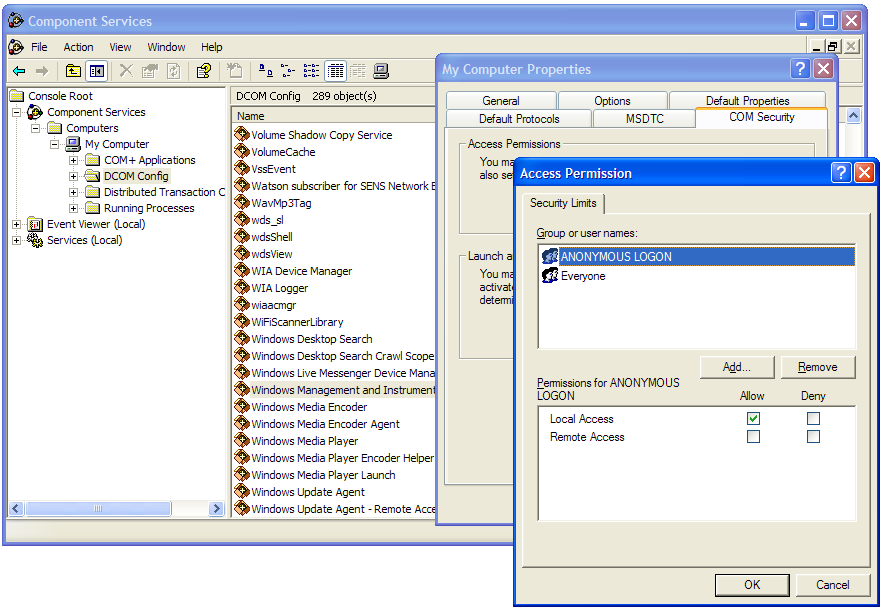 Component Services
File Action View Window Help
Console Root
Component Services
Computers
My Computer
COM+ Applications
DCOM Config
Distributed Transaction C
Running Processes
Event Viewer (Local)
Services (Local)
DCOM Config 289 object(s)
Name
Volume Shadow Copy Service
VolumeCache
VssEvent
Watson subscriber for SENS Network E
WavMp3Tag
wds_sl
wdsShell
wdsView
WIA Device Manager
WIA Logger
wiaacmgr
WiFiScannerLibrary
Windows Desktop Search
Windows Desktop Search Crawl Scope
Windows Live Messenger Device Mana
Windows Management and Instrument
Windows Media Encoder
Windows Media Encoder Agent
Windows Media Player
Windows Media Player Encoder Helper
Windows Media Player Launch
Windows Update Agent
Windows Update Agent - Remote Acce
My Computer Properties
General Options Default Properties
Default Protocols MSDTC COM Security
Access Permissions
You ma
also se
Launch a
You ma
activate
determi
Access Permission
Security Limits
Group or user names:
ANONYMOUS LOGON
Everyone
Add... Remove
Permissions for ANONYMOUS
LOGON Allow Deny
Local Access
Remote Access
OK Cancel